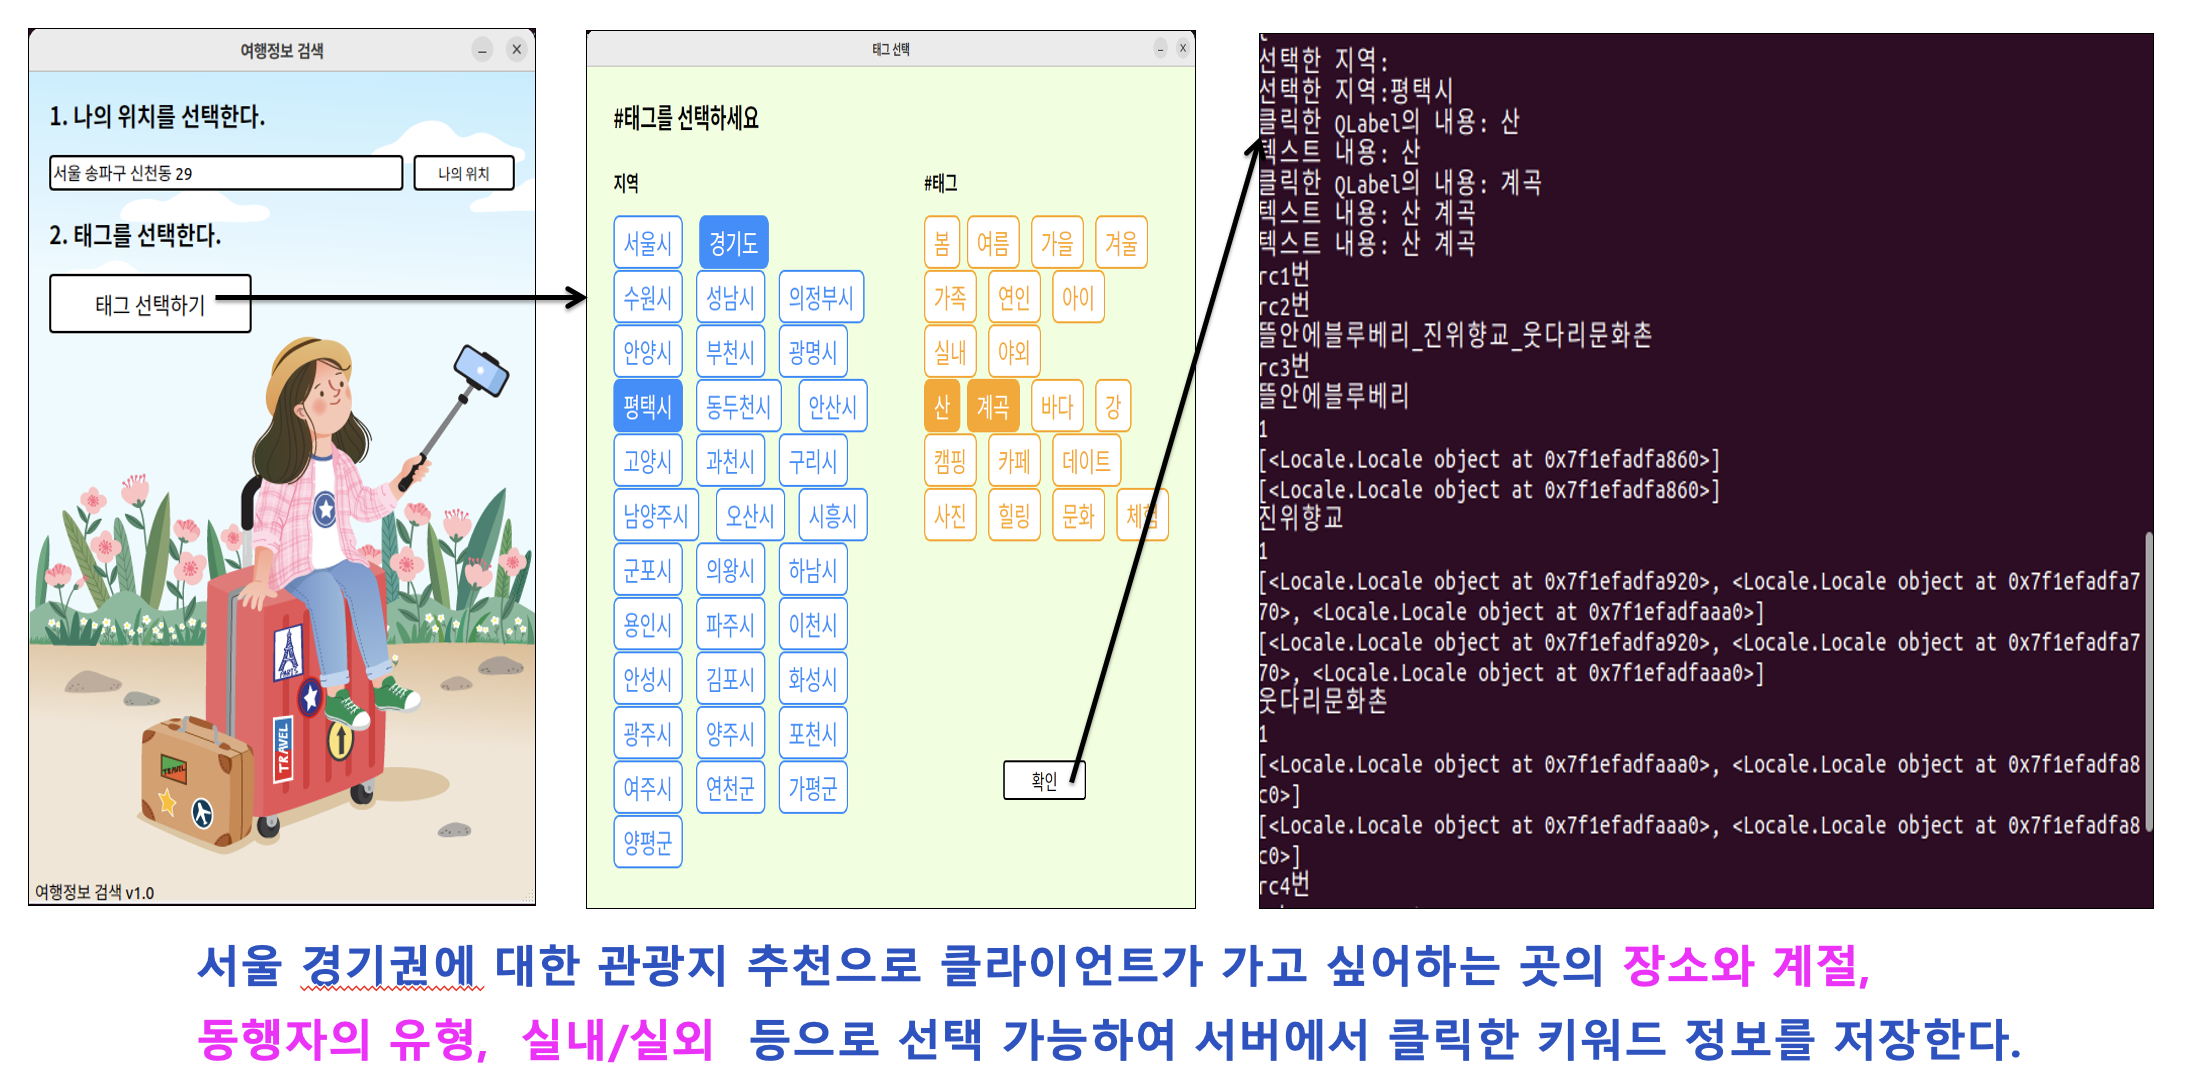 여행정보 검색
1. 나의 위치를 선택한다.
서울 송파구 신천동 29
나의 위치
2. 태그를 선택한다.
태그 선택하기
PARIS
TRAVEL
TRAVEL
여행정보 검색 v1.0
태그 선택
#태그를 선택하세요
지역
서울시 경기도
수원시 성남시 의정부시
안양시 부천시 광명시
평택시 동두천시 안산시
고양시 과천시 구리시
남양주시 오산시 시흥시
군포시 의왕시 하남시
용인시 파주시 이천시
안성시 김포시 화성시
광주시 양주시 포천시
여주시 연천군 가평군
양평군
#태그
봄 여름 가을 겨울
가족 연인 아이
실내 야외
산 계곡 바다 강
캠핑 카페 데이트
사진 힐링 문화 체험
확인
선택한 지역:
선택한 지역:평택시
클릭한 QLabel의 내용: 산
텍스트 내용: 산
클릭한 QLabel의 내용: 계곡
텍스트 내용: 산 계곡
텍스트 내용: 산 계곡
rc1번
rc2번
뜰안에블루베리_진위향교_웃다리문화촌
rc3번
뜰안에블루베리
1
[<Locale.Locale object at 0x7f1efadfa860>]
[<Locale.Locale object at 0x7f1efadfa860>]
진위향교
1
[<Locale.Locale object at 0x7f1efadfa920>, <Locale.Locale object at 0x7f1efadfa7
70>, <Locale.Locale object at 0x7f1efadfaaa0>]
[<Locale.Locale object at 0x7f1efadfa920>, <Locale.Locale object at 0x7f1efadfa7
70>, <Locale.Locale object at 0x7f1efadfaaa0>]
웃다리문화촌
1
[<Locale.Locale object at 0x7f1efadfaaa0>, <Locale.Locale object at 0x7f1efadfa8
c0>]
[<Locale.Locale object at 0x7f1efadfaaa0>, <Locale.Locale object at 0x7f1efadfa8
c0>]
rc4번
서울 경기권에 대한 관광지 추천으로 클라이언트가 가고 싶어하는 곳의 장소와 계절,
동행자의 유형, 실내/실외 등으로 선택 가능하여 서버에서 클릭한 키워드 정보를 저장한다.